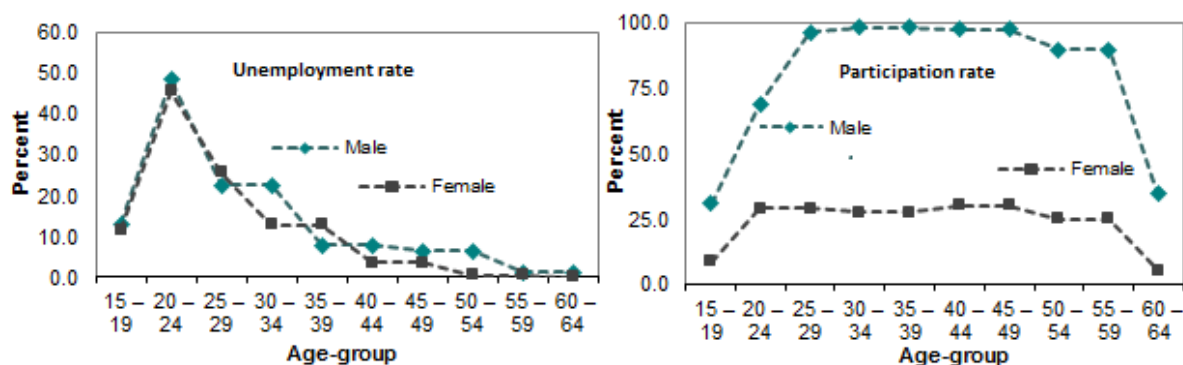 60.0
50.0
40.0
30.0
20.0
10.0
0.0
Percent
Unemployment rate
Male
Female
15 – 20 – 25 – 30 – 35 – 40 – 45 – 50 – 55 – 60 –
19 24 29 34 39 44 49 54 59 64
Age-group
100.0
75.0
50.0
25.0
0.0
Percent
Participation rate
Male
Female
15 – 20 – 25 – 30 – 35 – 40 – 45 – 50 – 55 – 60 –
19 24 29 34 39 44 49 54 59 64
Age-group